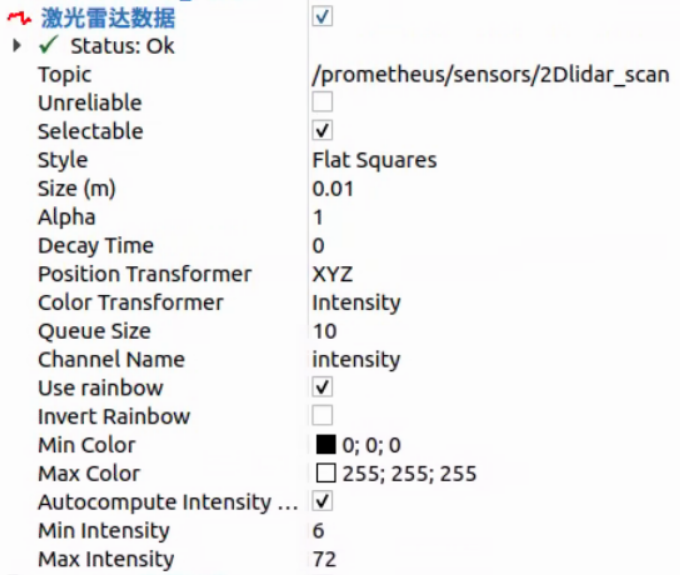 激光雷达数据
Status: Ok
Topic /prometheus/sensors/2Dlidar_scan
Unreliable
Selectable
Style Flat Squares
Size (m) 0.01
Alpha 1
Decay Time 0
Position Transformer XYZ
Color Transformer Intensity
Queue Size 10
Channel Name intensity
Use rainbow
Invert Rainbow
Min Color 0; 0; 0
Max Color 255; 255; 255
Autocompute Intensity ...
Min Intensity 6
Max Intensity 72